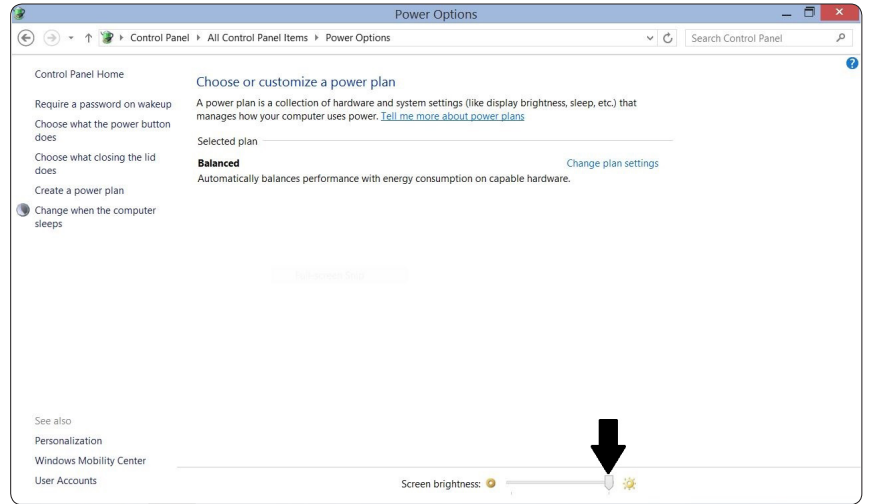 Power Options
Control Panel ▸ All Control Panel Items ▸ Power Options
Search Control Panel
Control Panel Home
Require a password on wakeup
Choose what the power button
does
Choose what closing the lid
does
Create a power plan
Change when the computer
sleeps
Choose or customize a power plan
A power plan is a collection of hardware and system settings (like display brightness, sleep, etc.) that
manages how your computer uses power. Tell me more about power plans
Selected plan
Balanced
Change plan settings
Automatically balances performance with energy consumption on capable hardware.
See also
Personalization
Windows Mobility Center
User Accounts
Screen brightness: